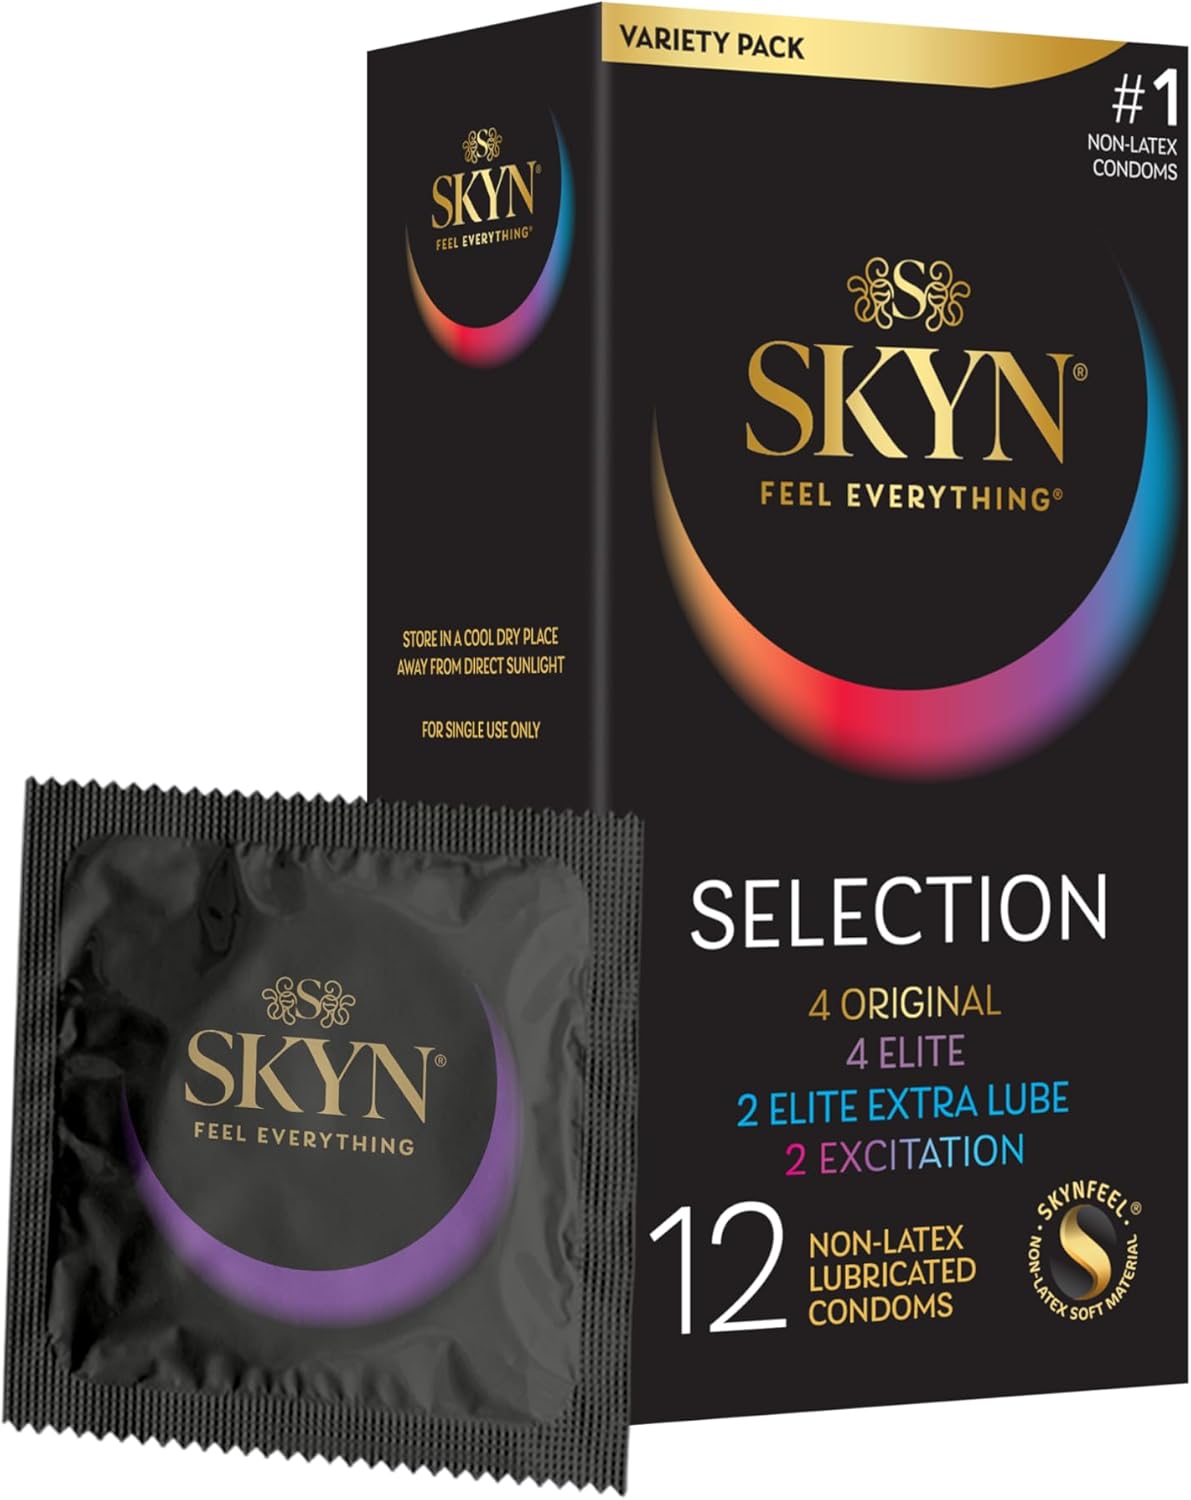 VARIETY PACK
#1
NON-LATEX
CONDOMS
S
SKYN®
FEEL EVERYTHING®
STORE IN A COOL DRY PLACE
AWAY FROM DIRECT SUNLIGHT
FOR SINGLE USE ONLY
S
SKYN®
FEEL EVERYTHING®
SELECTION
4 ORIGINAL
4 ELITE
2 ELITE EXTRA LUBE
2 EXCITATION
12
NON-LATEX
LUBRICATED
CONDOMS
SKYNFEEL®
NON-LATEX SOFT MATERIAL
S
S
SKYN®
FEEL EVERYTHING